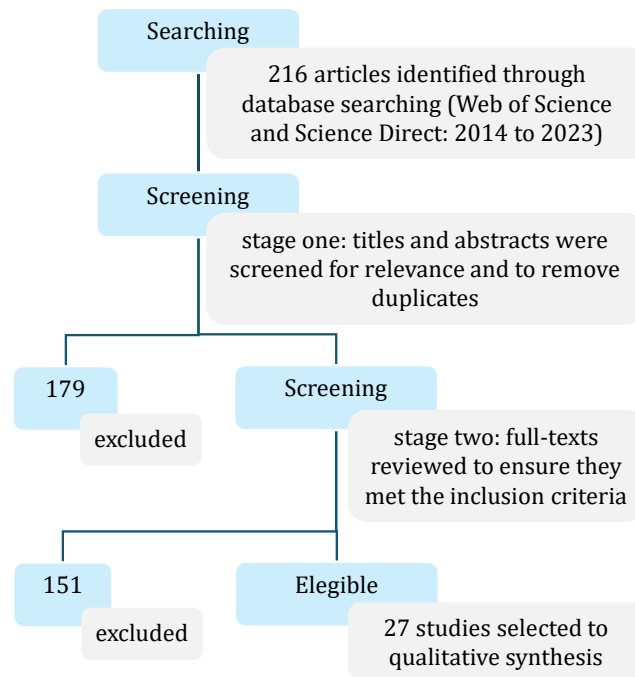 Searching
216 articles identified through
database searching (Web of Science
and Science Direct: 2014 to 2023)
Screening
stage one: titles and abstracts were
screened for relevance and to remove
duplicates
179
excluded
Screening
stage two: full-texts
reviewed to ensure they
met the inclusion criteria
151
excluded
Elegible
27 studies selected to
qualitative synthesis